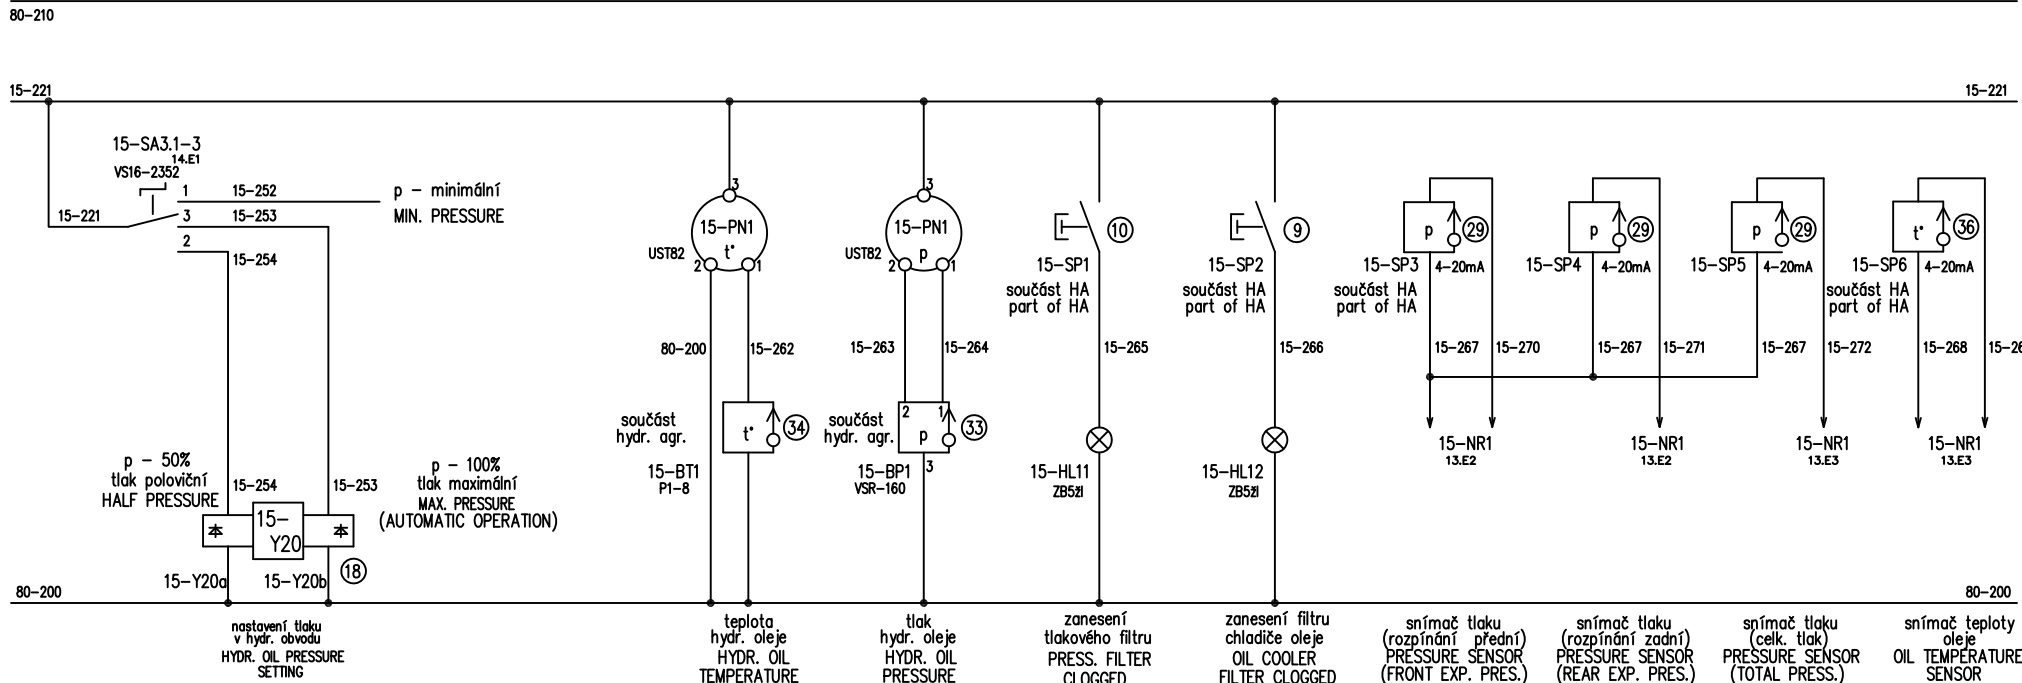 80-210
15-221
15-221
15-SA3.1-3
14.E1
VS16-2352
1
15-252
p - minimální
MIN. PRESSURE
15-221
3
15-253
2
15-254
3
15-PN1
t°
UST82
2
1
3
15-PN1
p
UST82
2
1
10
15-SP1
součást HA
part of HA
9
15-SP2
součást HA
part of HA
p
29
15-SP3
4-20mA
součást HA
part of HA
p
29
15-SP4
4-20mA
p
29
15-SP5
4-20mA
t°
36
15-SP6
4-20mA
součást HA
part of HA
80-200
15-262
15-263
15-264
15-265
15-266
15-267
15-270
15-267
15-271
15-267
15-272
15-268
15-26
součást
hydr. agr.
t°
34
15-BT1
P1-8
součást
hydr. agr.
2
1
p
33
15-BP1
VSR-160
3
15-HL11
ZB5žl
15-HL12
ZB5žl
15-NR1
13.E2
15-NR1
13.E2
15-NR1
13.E3
15-NR1
13.E3
p - 50%
tlak poloviční
HALF PRESSURE
15-254
15-253
p - 100%
tlak maximální
MAX. PRESSURE
(AUTOMATIC OPERATION)
15-
Y20
15-Y20a
15-Y20b
18
80-200
80-200
nastavení tlaku
v hydr. obvodu
HYDR. OIL PRESSURE
SETTING
teplota
hydr. oleje
HYDR. OIL
TEMPERATURE
tlak
hydr. oleje
HYDR. OIL
PRESSURE
zanesení
tlakového filtru
PRESS. FILTER
CLOGGED
zanesení filtru
chladiče oleje
OIL COOLER
FILTER CLOGGED
snímač tlaku
(rozpínání přední)
PRESSURE SENSOR
(FRONT EXP. PRES.)
snímač tlaku
(rozpínání zadní)
PRESSURE SENSOR
(REAR EXP. PRES.)
snímač tlaku
(celk. tlak)
PRESSURE SENSOR
(TOTAL PRESS.)
snímač teploty
oleje
OIL TEMPERATURE
SENSOR